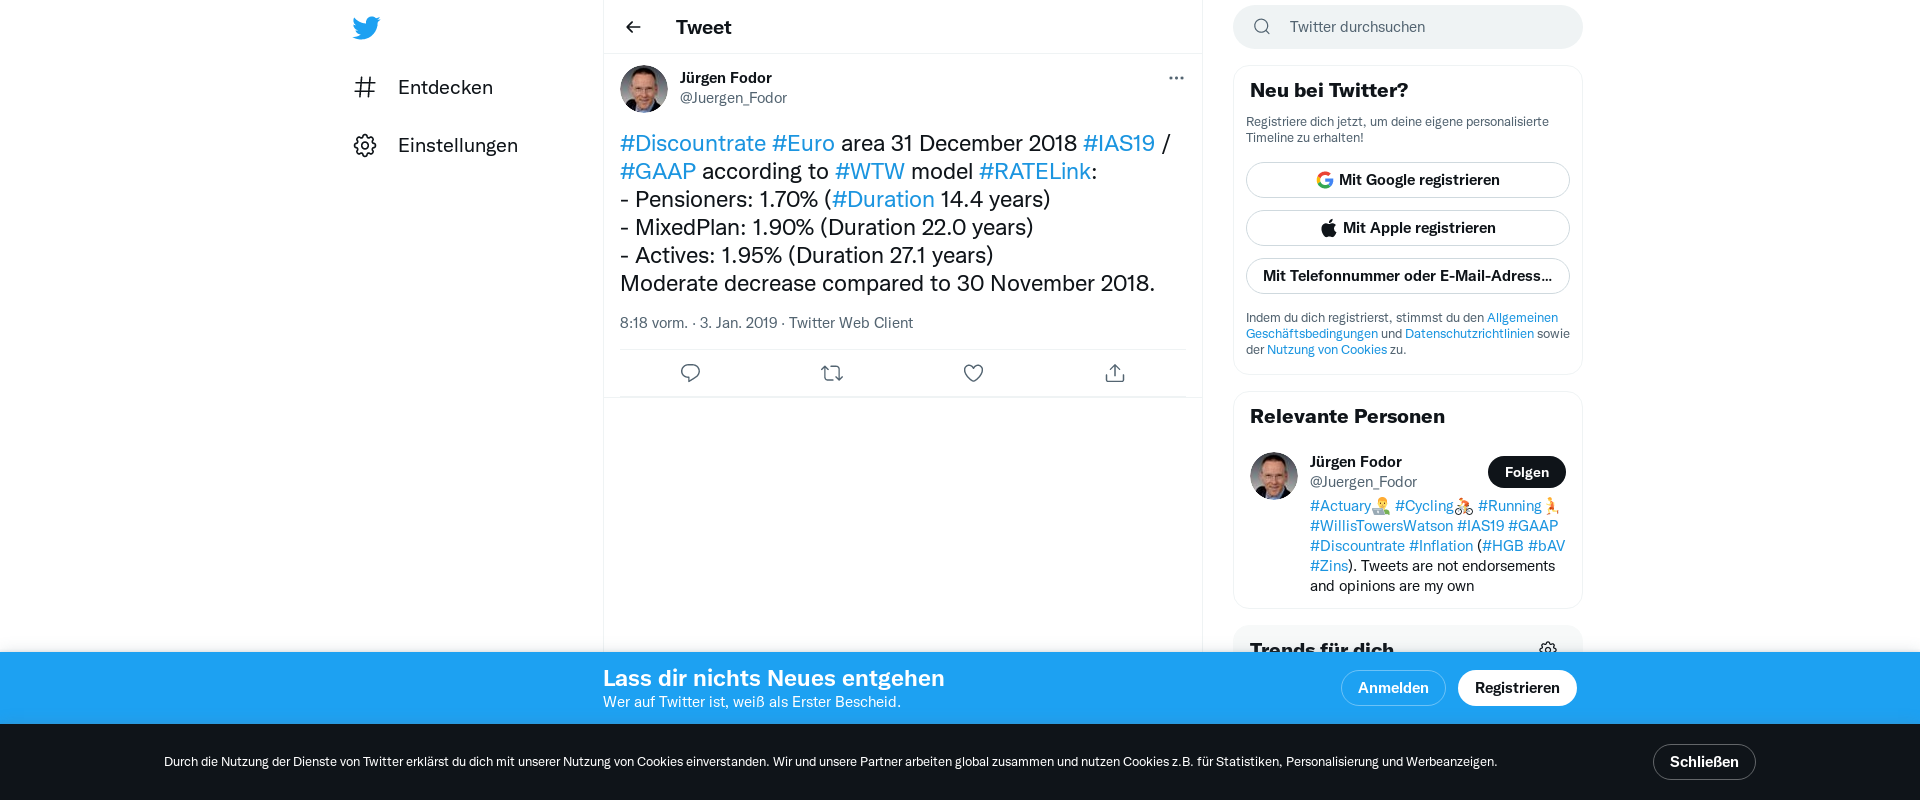 Entdecken
Einstellungen
Tweet
Jürgen Fodor
@Juergen_Fodor
#Discountrate #Euro area 31 December 2018 #IAS19 /
#GAAP according to #WTW model #RATELink:
- Pensioners: 1.70% (#Duration 14.4 years)
- MixedPlan: 1.90% (Duration 22.0 years)
- Actives: 1.95% (Duration 27.1 years)
Moderate decrease compared to 30 November 2018.
8:18 vorm. · 3. Jan. 2019 · Twitter Web Client
Twitter durchsuchen
Neu bei Twitter?
Registriere dich jetzt, um deine eigene personalisierte
Timeline zu erhalten!
Mit Google registrieren
Mit Apple registrieren
Mit Telefonnummer oder E-Mail-Adress...
Indem du dich registrierst, stimmst du den Allgemeinen
Geschäftsbedingungen und Datenschutzrichtlinien sowie
der Nutzung von Cookies zu.
Relevante Personen
Jürgen Fodor
@Juergen_Fodor
Folgen
#Actuary👨🏼‍💻 #Cycling🚴🏼 #Running🏃🏼
#WillisTowersWatson #IAS19 #GAAP
#Discountrate #Inflation (#HGB #bAV
#Zins). Tweets are not endorsements
and opinions are my own
Trends für dich
Lass dir nichts Neues entgehen
Wer auf Twitter ist, weiß als Erster Bescheid.
Anmelden
Registrieren
Durch die Nutzung der Dienste von Twitter erklärst du dich mit unserer Nutzung von Cookies einverstanden. Wir und unsere Partner arbeiten global zusammen und nutzen Cookies z.B. für Statistiken, Personalisierung und Werbeanzeigen.
Schließen